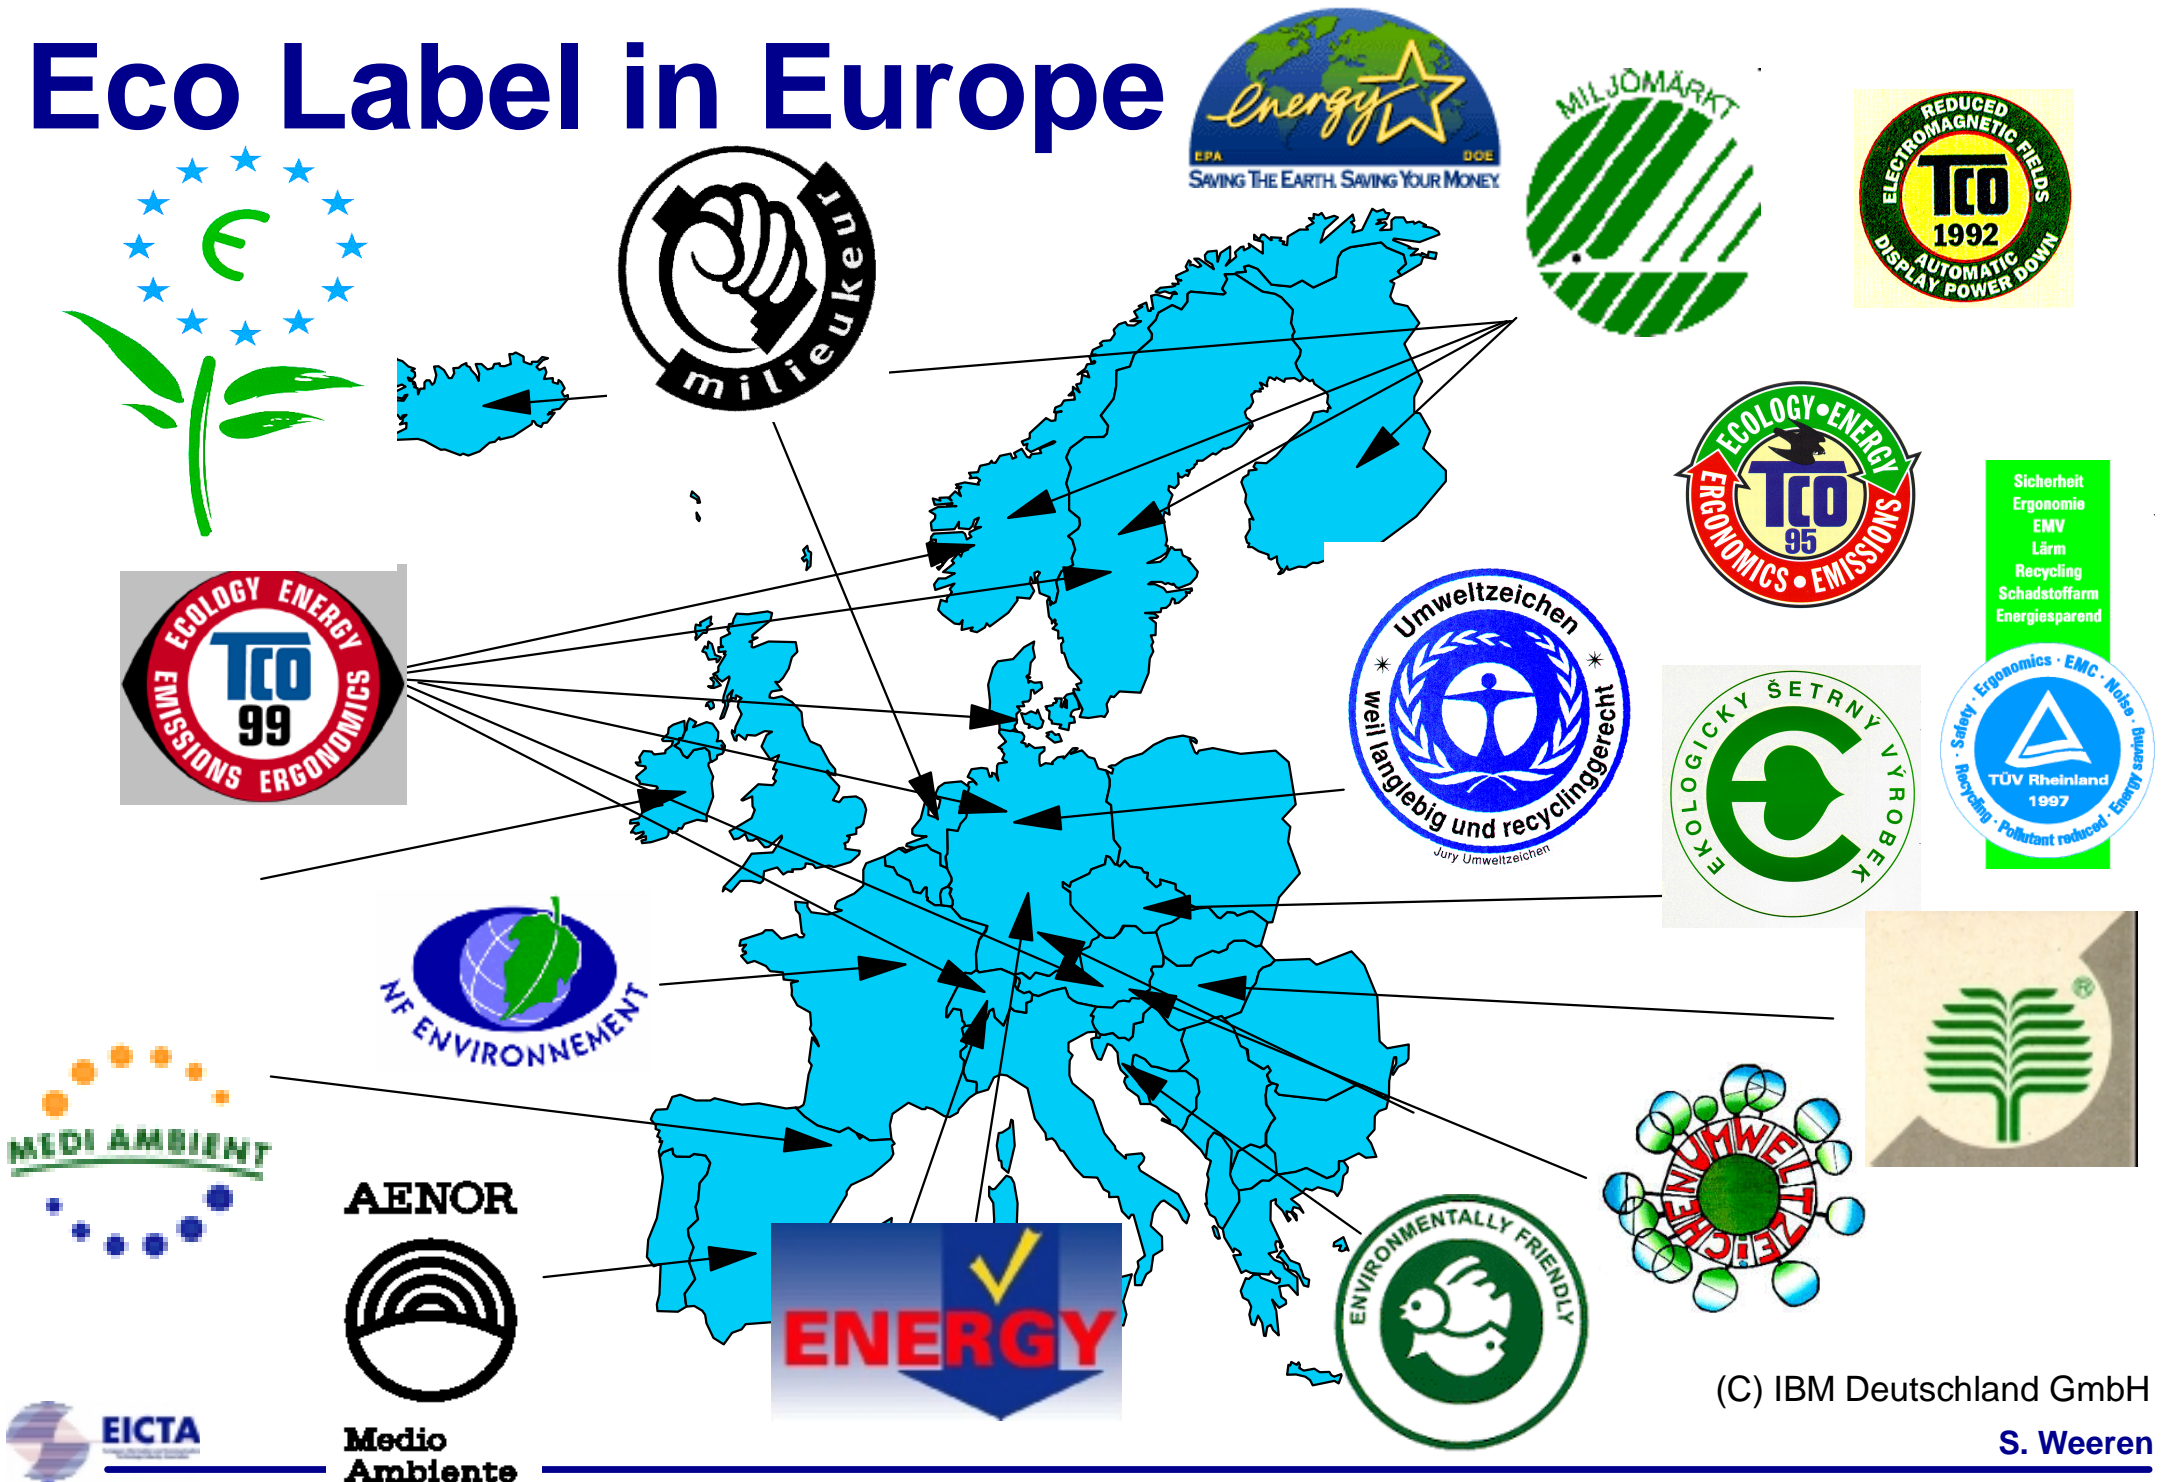 Eco Label in Europe
energy
EPA
DOE
SAVING THE EARTH. SAVING YOUR MONEY.
MILJÖMÄRKT
REDUCED
ELECTROMAGNETIC FIELDS
TCO
1992
AUTOMATIC
DISPLAY POWER DOWN
milieukeur
ECOLOGY • ENERGY
TCO
95
ERGONOMICS • EMISSIONS
Sicherheit
Ergonomie
EMV
Lärm
Recycling
Schadstoffarm
Energiesparend
ECOLOGY ENERGY
TCO
99
EMISSIONS ERGONOMICS
Umweltzeichen
weil langlebig und recyclinggerecht
Jury Umweltzeichen
EKOLOGICKY ŠETRNÝ VÝROBEK
· Safety · Ergonomics · EMC · Noise · Energy saving
TÜV Rheinland
1997
Recycling · Pollutant reduced ·
NF ENVIRONNEMENT
®
MEDI AMBIENT
UMWELTZEICHEN
AENOR
Medio
Ambiente
ENERGY
ENVIRONMENTALLY FRIENDLY
(C) IBM Deutschland GmbH
EICTA
S. Weeren